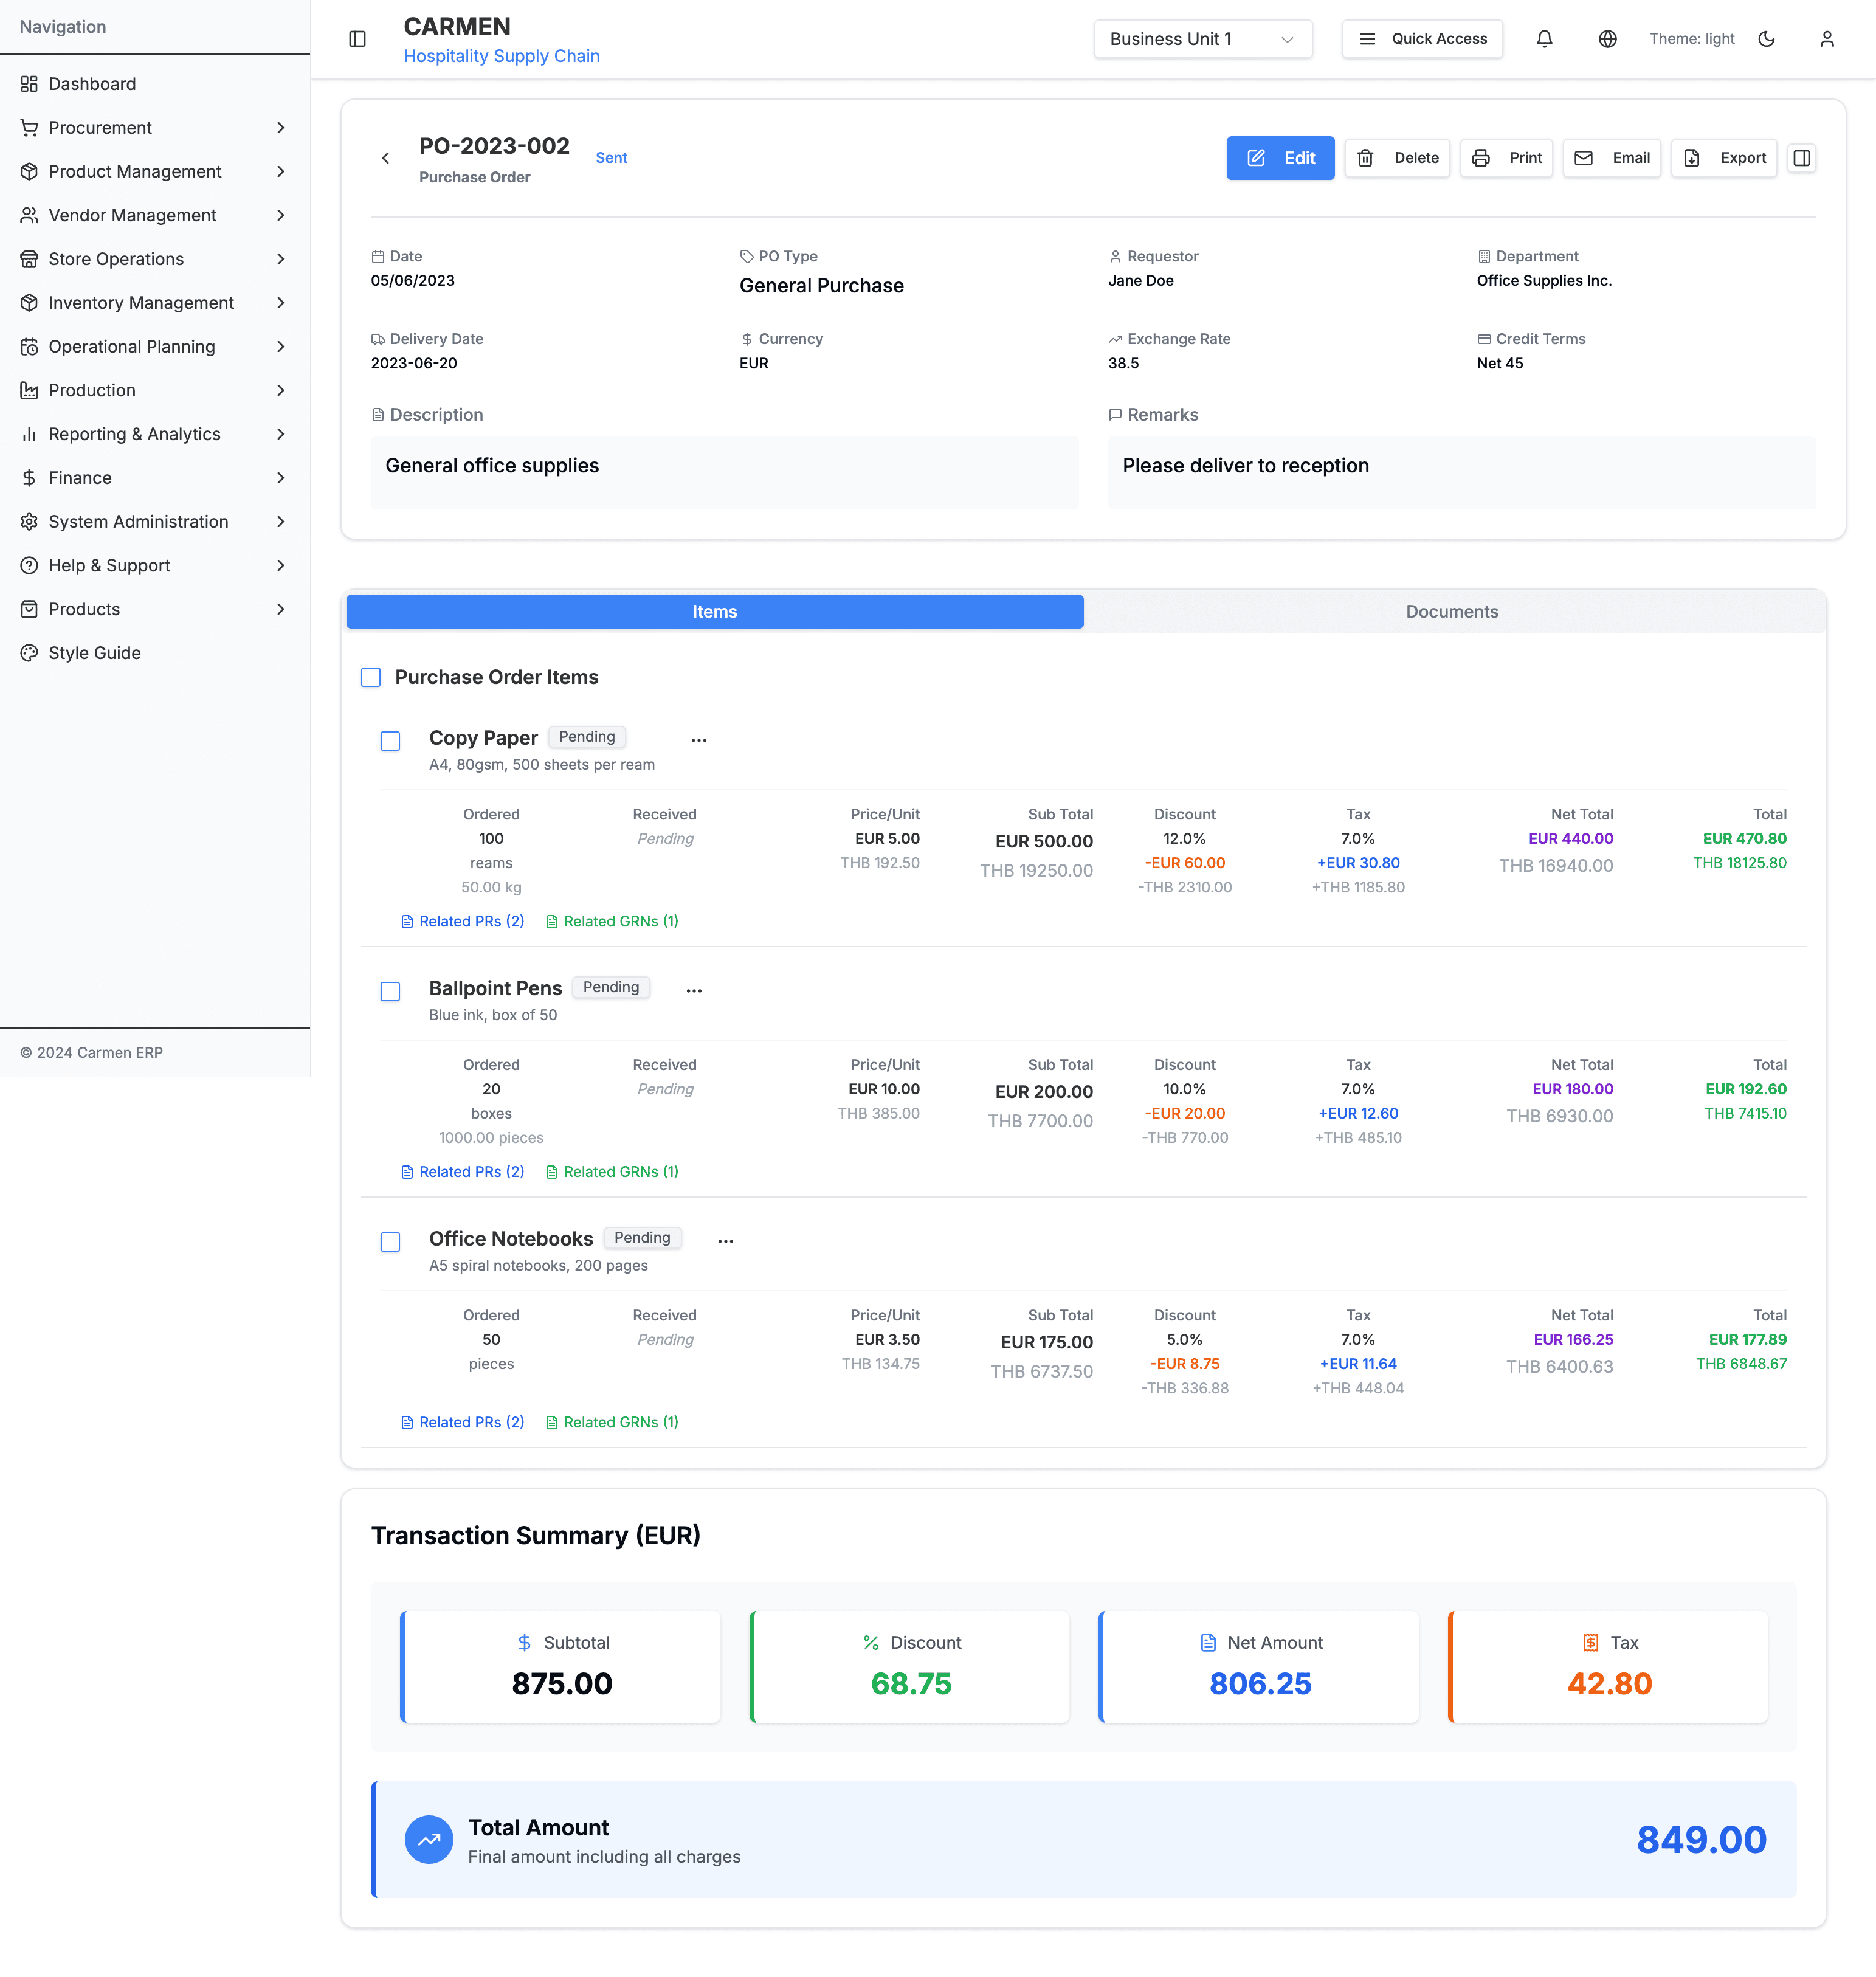 Navigation
Dashboard
Procurement
Product Management
Vendor Management
Store Operations
Inventory Management
Operational Planning
Production
Reporting & Analytics
Finance
System Administration
Help & Support
Products
Style Guide
© 2024 Carmen ERP
CARMEN
Hospitality Supply Chain
Business Unit 1
Quick Access
Theme: light
PO-2023-002
Purchase Order
Sent
Edit
Delete
Print
Email
Export
Date
05/06/2023
PO Type
General Purchase
Requestor
Jane Doe
Department
Office Supplies Inc.
Delivery Date
2023-06-20
Currency
EUR
Exchange Rate
38.5
Credit Terms
Net 45
Description
General office supplies
Remarks
Please deliver to reception
Items
Documents
Purchase Order Items
Copy Paper Pending
A4, 80gsm, 500 sheets per ream
Ordered Received Price/Unit Sub Total Discount Tax Net Total Total
100 Pending EUR 5.00 EUR 500.00 12.0% 7.0% EUR 440.00 EUR 470.80
reams THB 192.50 THB 19250.00 -EUR 60.00 +EUR 30.80 THB 16940.00 THB 18125.80
50.00 kg -THB 2310.00 +THB 1185.80
Related PRs (2) Related GRNs (1)
Ballpoint Pens Pending
Blue ink, box of 50
Ordered Received Price/Unit Sub Total Discount Tax Net Total Total
20 Pending EUR 10.00 EUR 200.00 10.0% 7.0% EUR 180.00 EUR 192.60
boxes THB 385.00 THB 7700.00 -EUR 20.00 +EUR 12.60 THB 6930.00 THB 7415.10
1000.00 pieces -THB 770.00 +THB 485.10
Related PRs (2) Related GRNs (1)
Office Notebooks Pending
A5 spiral notebooks, 200 pages
Ordered Received Price/Unit Sub Total Discount Tax Net Total Total
50 Pending EUR 3.50 EUR 175.00 5.0% 7.0% EUR 166.25 EUR 177.89
pieces THB 134.75 THB 6737.50 -EUR 8.75 +EUR 11.64 THB 6400.63 THB 6848.67
-THB 336.88 +THB 448.04
Related PRs (2) Related GRNs (1)
Transaction Summary (EUR)
Subtotal
875.00
Discount
68.75
Net Amount
806.25
Tax
42.80
Total Amount
Final amount including all charges
849.00